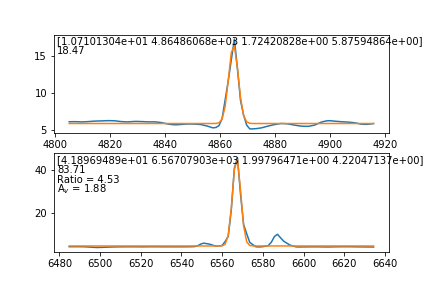 [1.07101304e+01 4.86486068e+03 1.72420828e+00 5.87594864e+00]
18.47
15
10
5
4800 4820 4840 4860 4880 4900 4920
[4.18969489e+01 6.56707903e+03 1.99796471e+00 4.22047137e+00]
83.71
Ratio = 4.53
Aᵥ = 1.88
40
20
6480 6500 6520 6540 6560 6580 6600 6620 6640